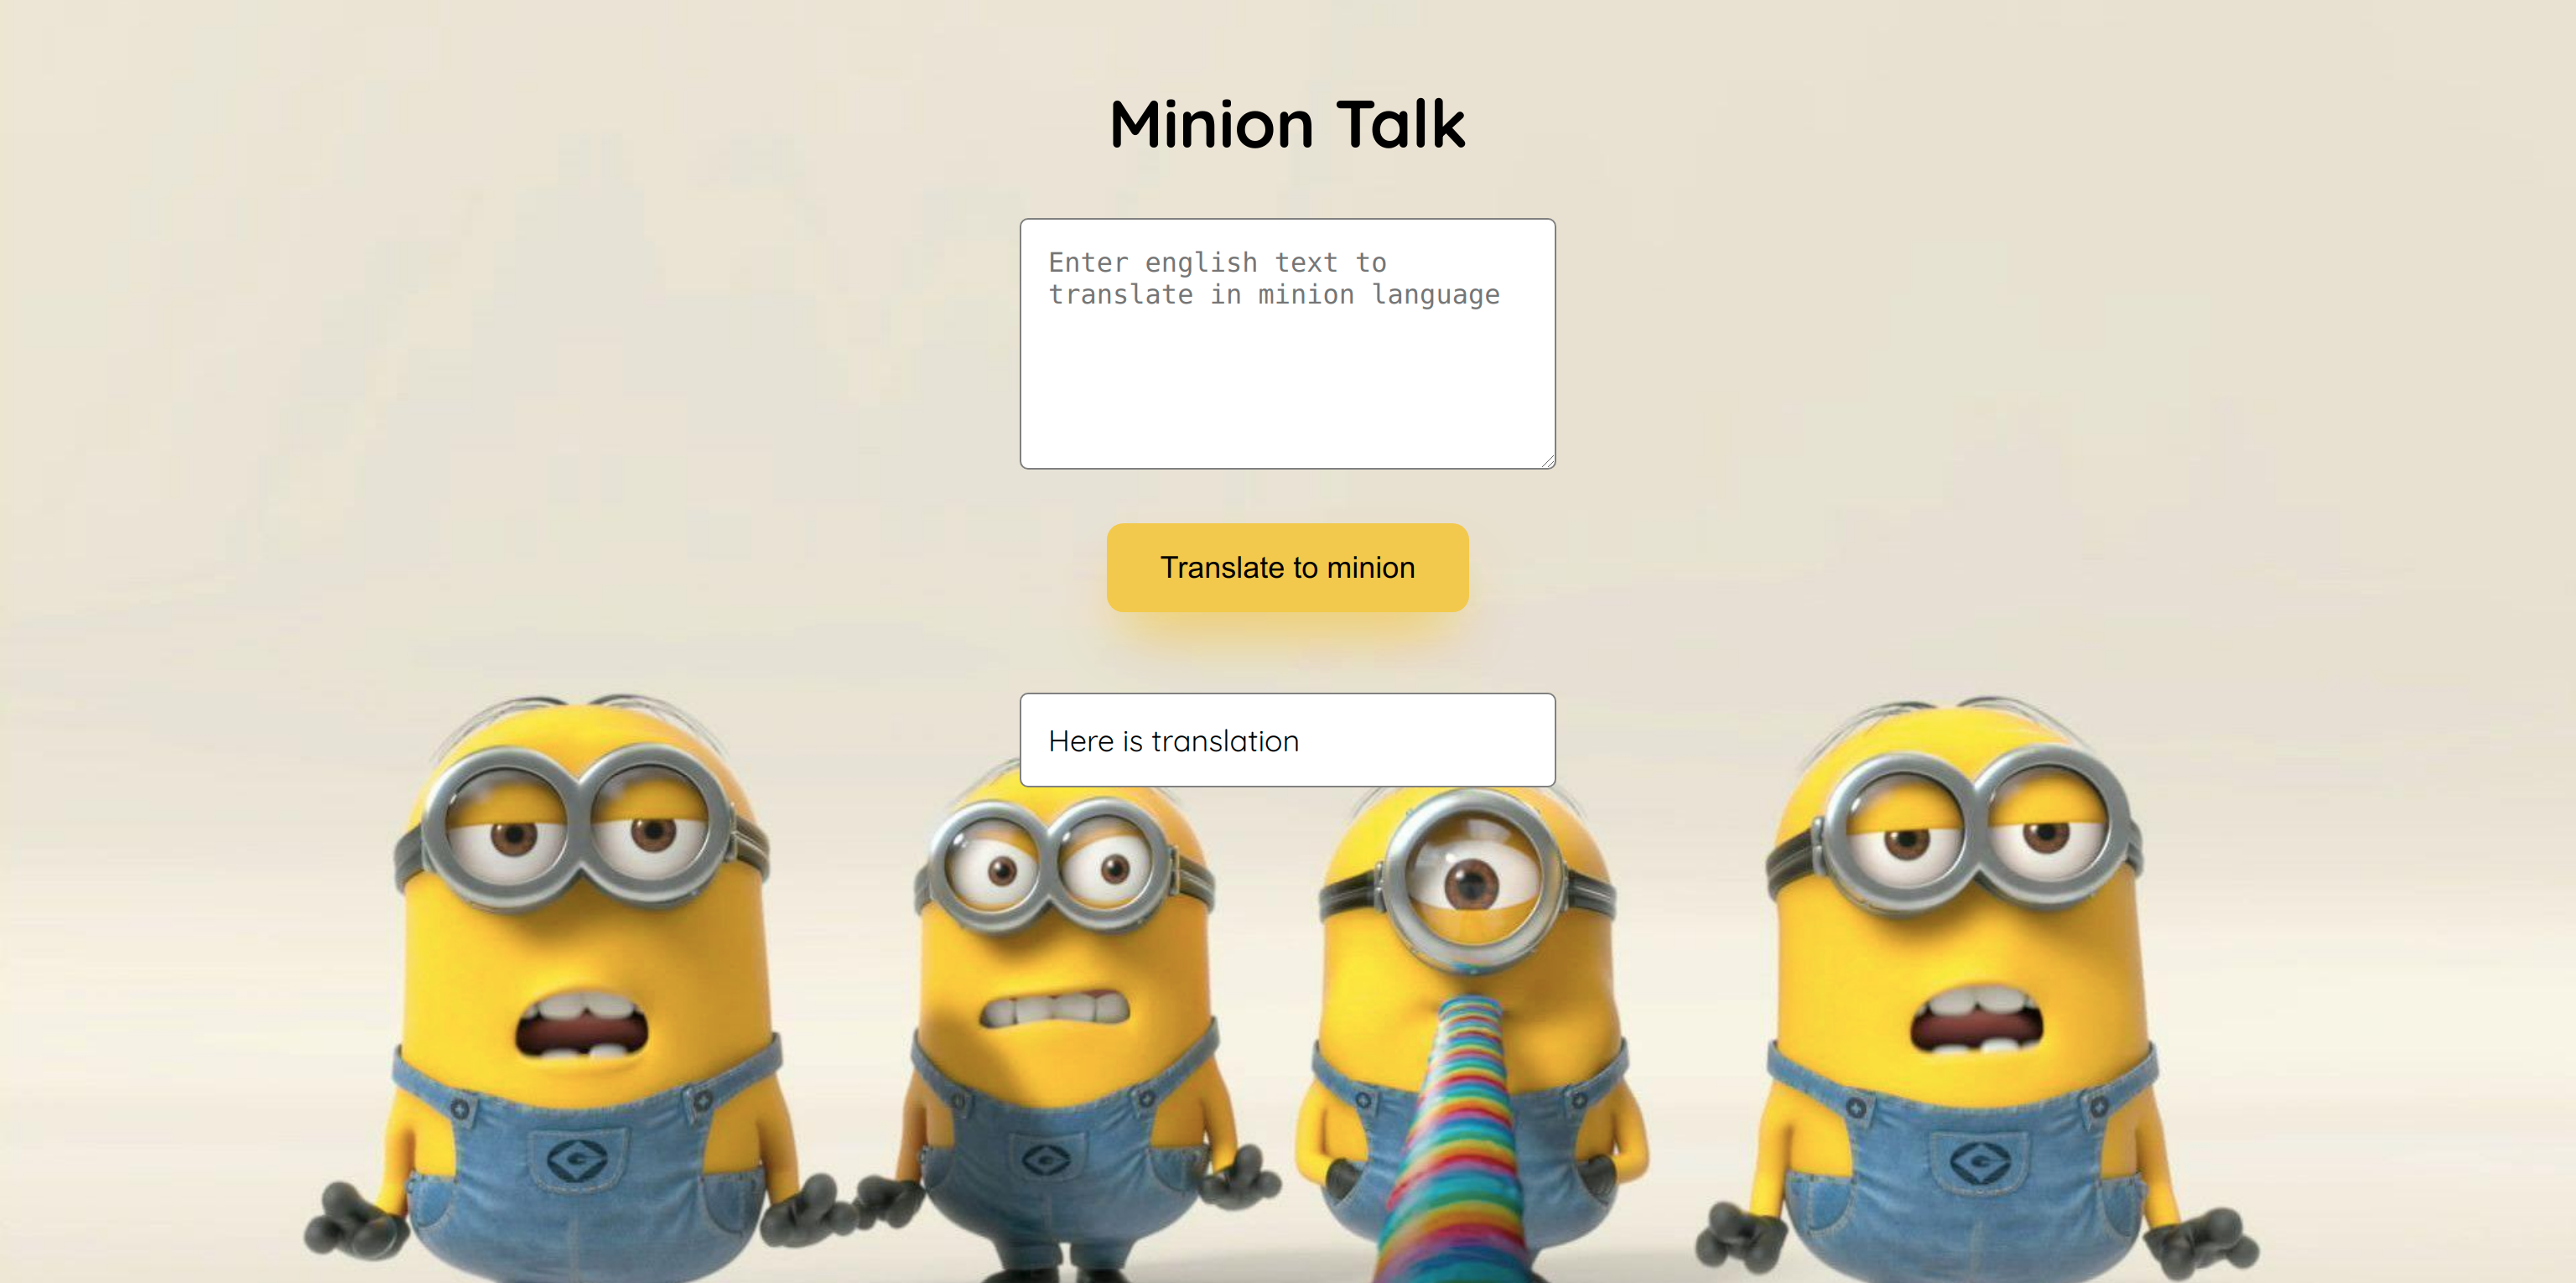 Minion Talk
Enter english text to
translate in minion language
Translate to minion
Here is translation